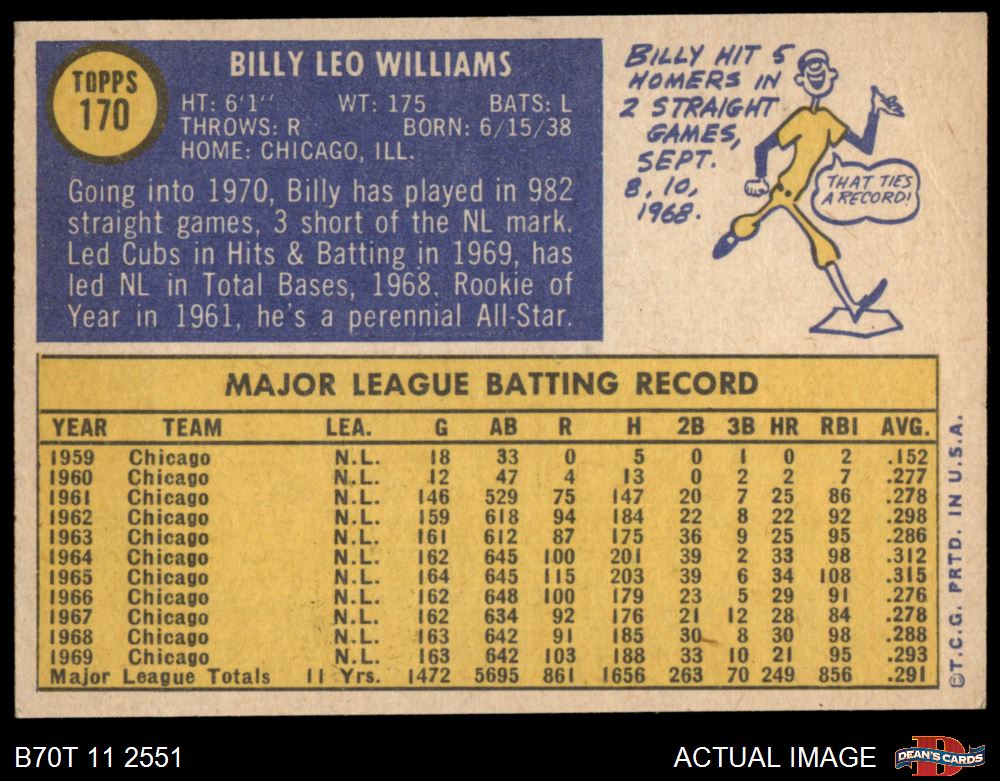 TOPPS
170
BILLY LEO WILLIAMS
HT: 6'1'' WT: 175 BATS: L
THROWS: R BORN: 6/15/38
HOME: CHICAGO, ILL.
Going into 1970, Billy has played in 982
straight games, 3 short of the NL mark.
Led Cubs in Hits & Batting in 1969, has
led NL in Total Bases, 1968. Rookie of
Year in 1961, he's a perennial All-Star.
BILLY HIT 5
HOMERS IN
2 STRAIGHT
GAMES,
SEPT.
8, 10,
1968.
THAT TIES
A RECORD!
MAJOR LEAGUE BATTING RECORD
YEAR TEAM LEA. G AB R H 2B 3B HR RBI AVG.
1959 Chicago N.L. 18 33 0 5 0 1 0 2 .152
1960 Chicago N.L. 12 47 4 13 0 2 2 7 .277
1961 Chicago N.L. 146 529 75 147 20 7 25 86 .278
1962 Chicago N.L. 159 618 94 184 22 8 22 92 .298
1963 Chicago N.L. 161 612 87 175 36 9 25 95 .286
1964 Chicago N.L. 162 645 100 201 39 2 33 98 .312
1965 Chicago N.L. 164 645 115 203 39 6 34 108 .315
1966 Chicago N.L. 162 648 100 179 23 5 29 91 .276
1967 Chicago N.L. 162 634 92 176 21 12 28 84 .278
1968 Chicago N.L. 163 642 91 185 30 8 30 98 .288
1969 Chicago N.L. 163 642 103 188 33 10 21 95 .293
Major League Totals 11 Yrs. 1472 5695 861 1656 263 70 249 856 .291
©T.C.G. PRTD. IN U.S.A.
B70T 11 2551
ACTUAL IMAGE
D
DEAN'S CARDS